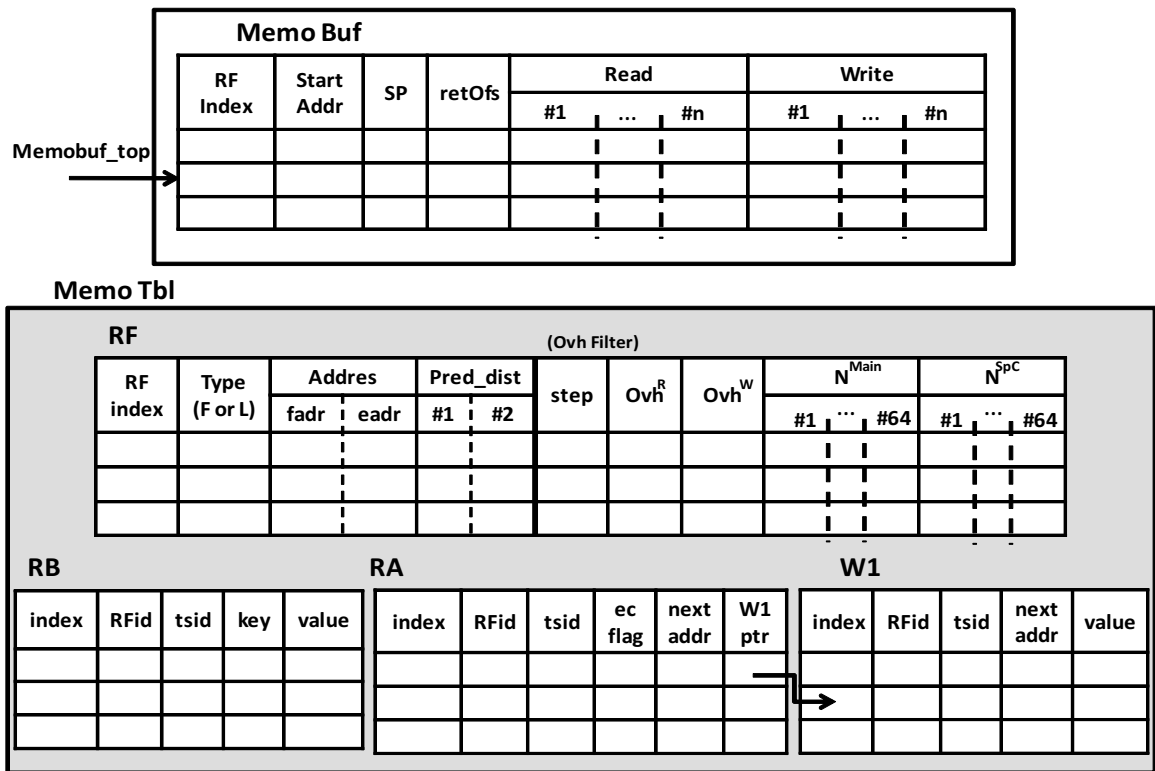 Memo Buf
RF Index Start Addr SP retOfs Read Write
#1 ... #n #1 ... #n
Memobuf_top
Memo Tbl
RF
(Ovh Filter)
RF index Type (F or L) Addres Pred_dist step Ovh^R Ovh^W N^Main N^SpC
fadr eadr #1 #2 #1 ... #64 #1 ... #64
RB RA W1
index RFid tsid key value
index RFid tsid ec flag next addr W1 ptr
index RFid tsid next addr value